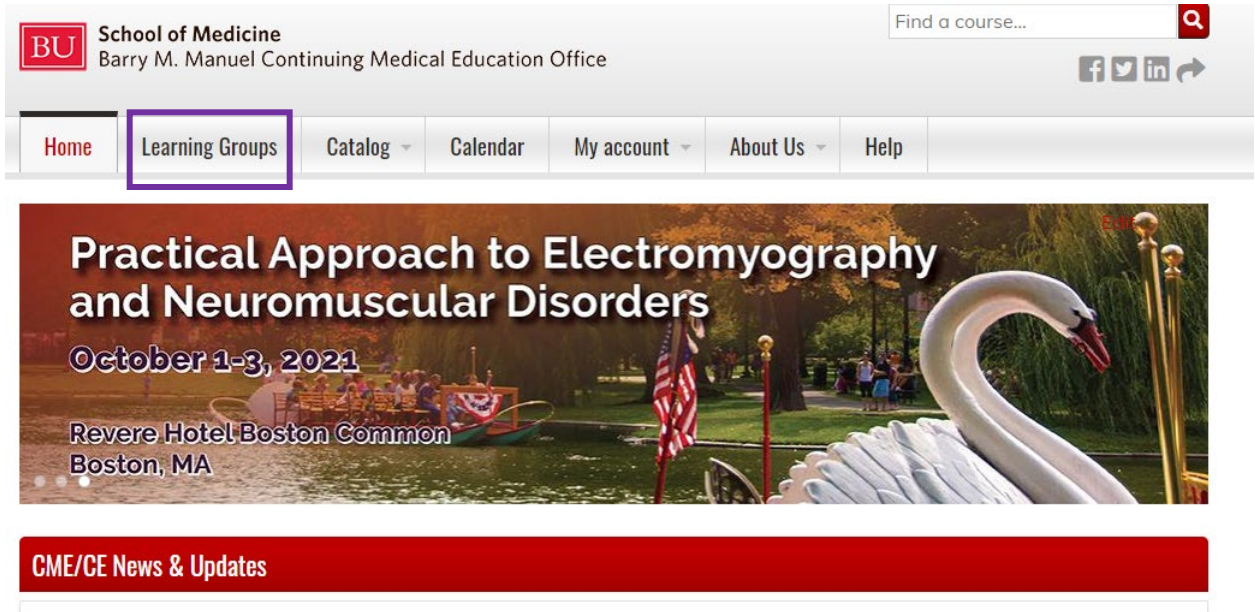 BU
School of Medicine
Barry M. Manuel Continuing Medical Education Office
Find a course...
f in
Home Learning Groups Catalog Calendar My account About Us Help
Edit
Practical Approach to Electromyography
and Neuromuscular Disorders
October 1-3, 2021
Revere Hotel Boston Common
Boston, MA
CME/CE News & Updates